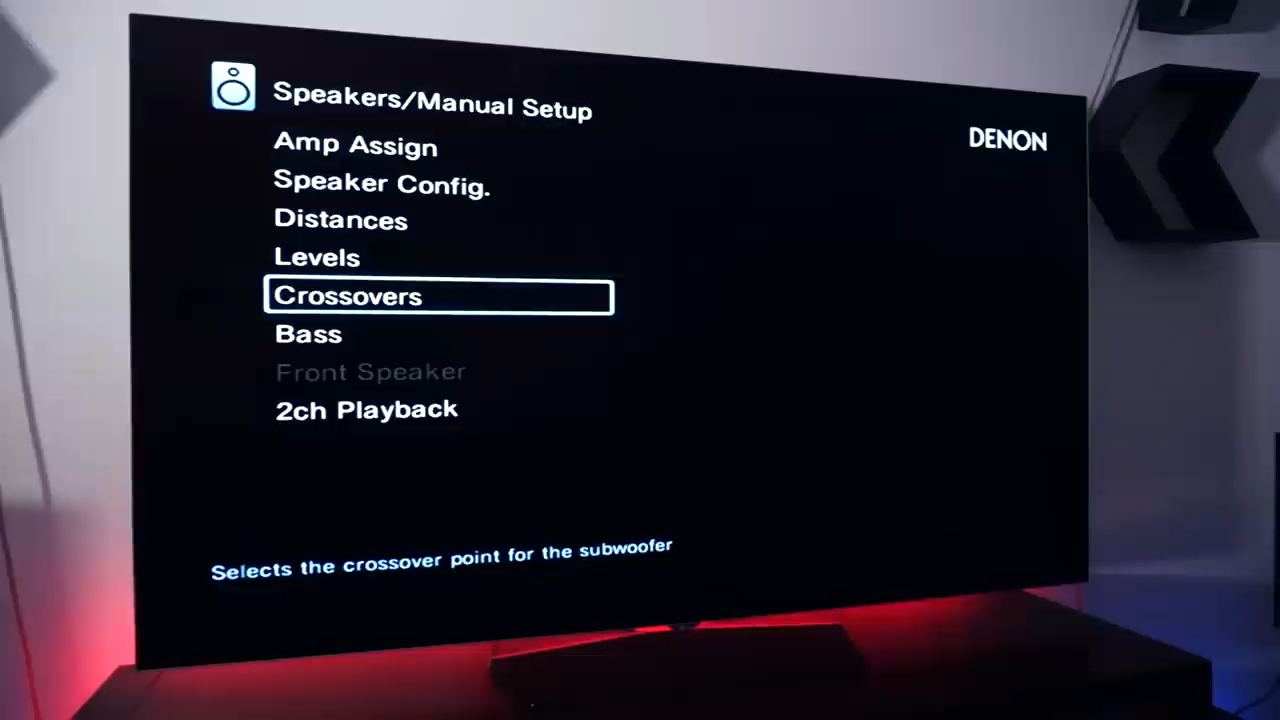 Speakers/Manual Setup
DENON
Amp Assign
Speaker Config.
Distances
Levels
Crossovers
Bass
Front Speaker
2ch Playback
Selects the crossover point for the subwoofer